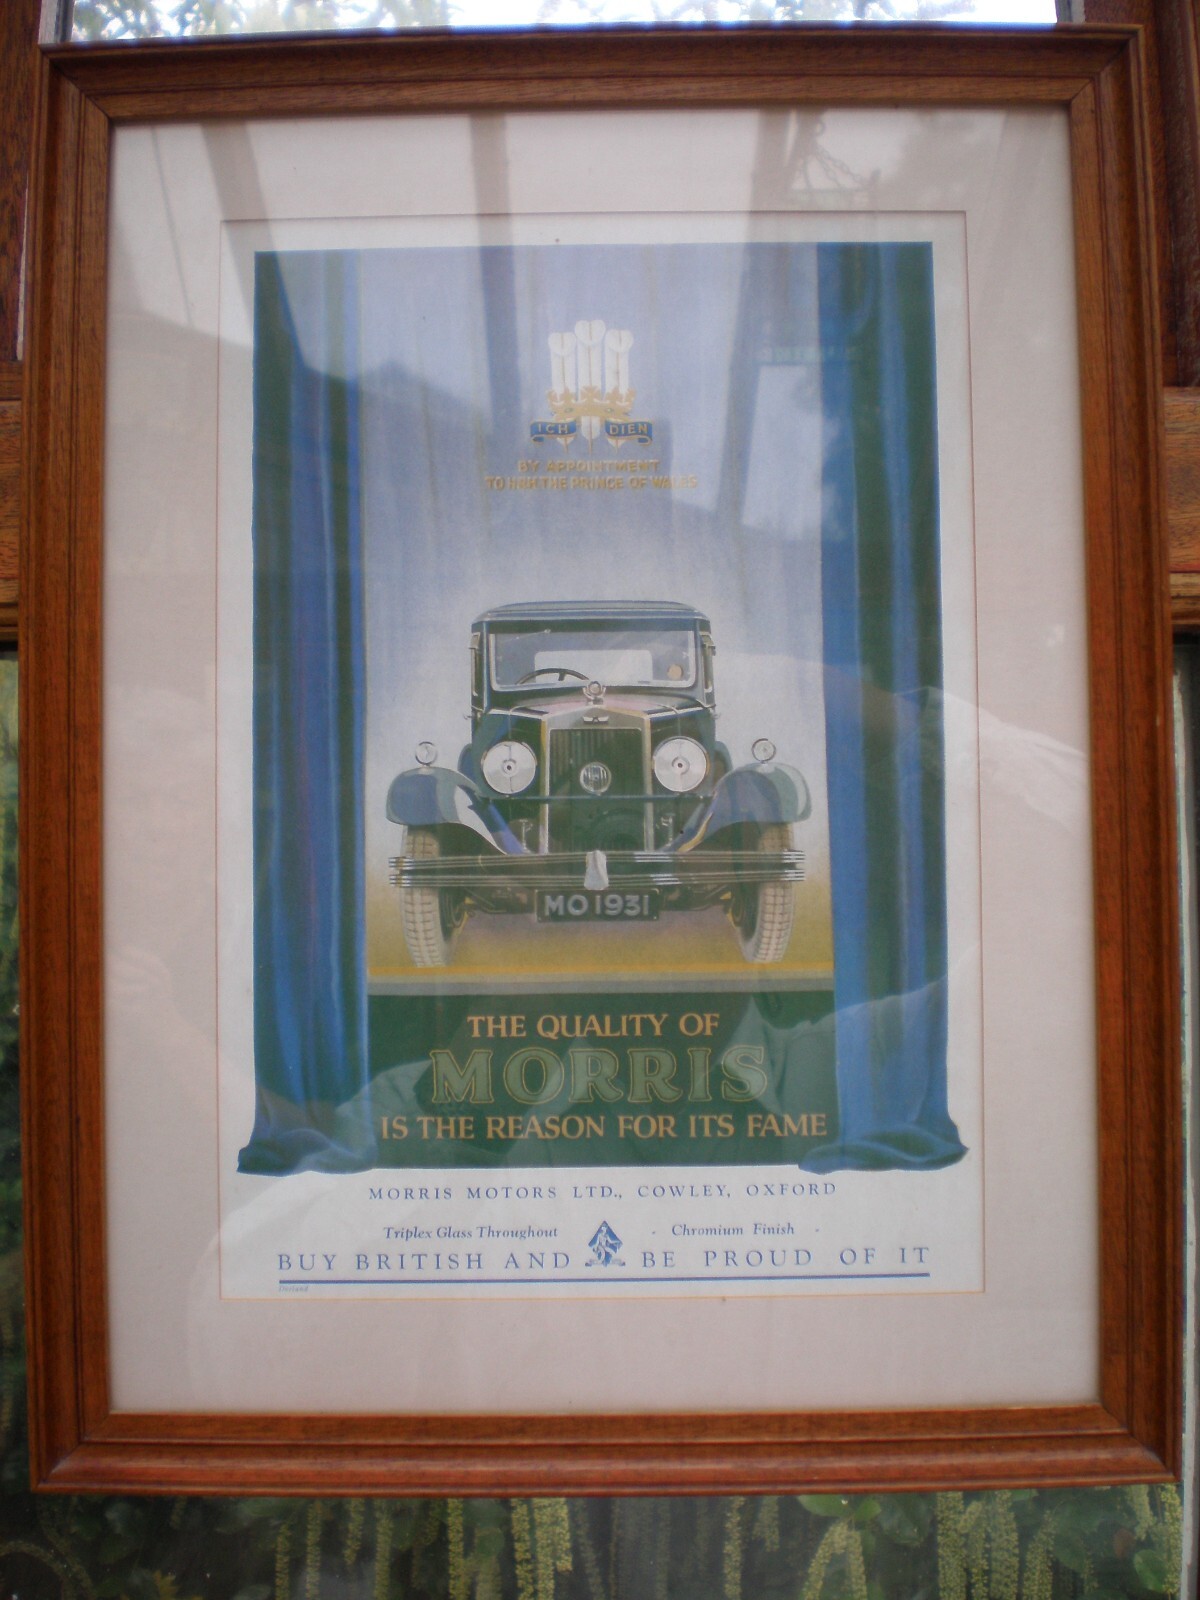 ICH DIEN
BY APPOINTMENT
TO H.R.H. THE PRINCE OF WALES
MO 1931
THE QUALITY OF
MORRIS
IS THE REASON FOR ITS FAME
MORRIS MOTORS LTD., COWLEY, OXFORD
Triplex Glass Throughout Chromium Finish
BUY BRITISH AND BE PROUD OF IT